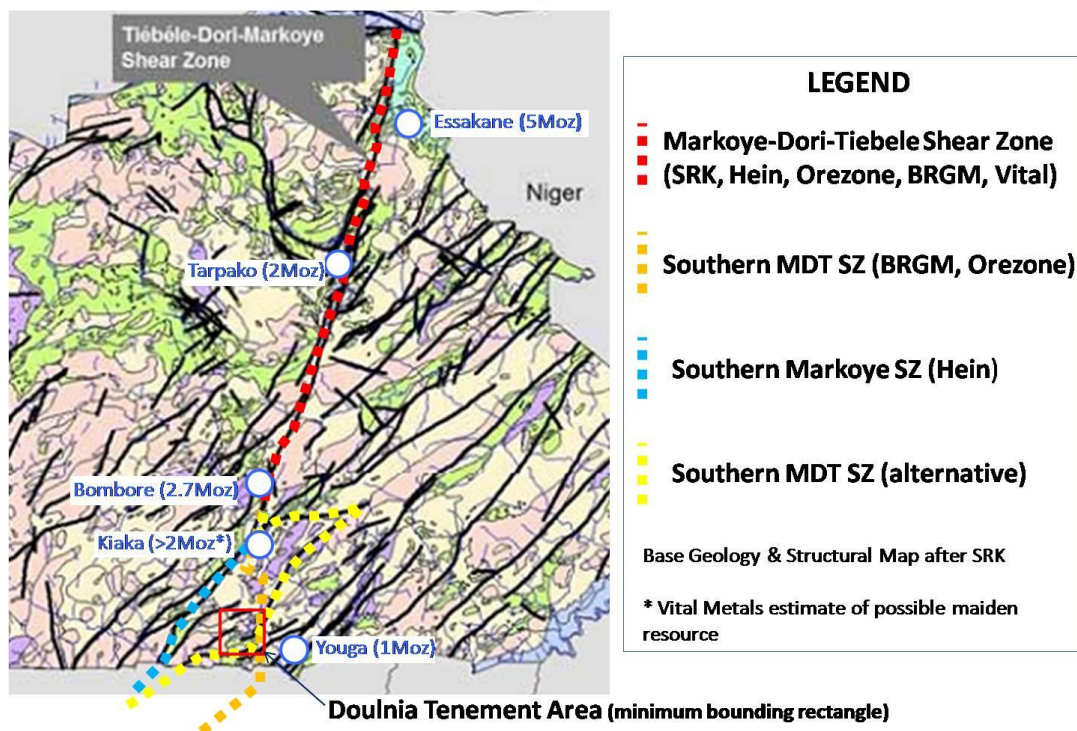 Tiébéle-Dori-Markoye
Shear Zone
Essakane (5Moz)
Niger
Tarpako (2Moz)
Bombore (2.7Moz)
Kiaka (>2Moz*)
Youga (1Moz)
Doulnia Tenement Area (minimum bounding rectangle)
LEGEND
Markoye-Dori-Tiebele Shear Zone
(SRK, Hein, Orezone, BRGM, Vital)
Southern MDT SZ (BRGM, Orezone)
Southern Markoye SZ (Hein)
Southern MDT SZ (alternative)
Base Geology & Structural Map after SRK
* Vital Metals estimate of possible maiden
resource